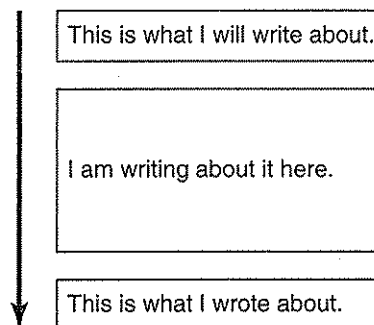 This is what I will write about.
I am writing about it here.
This is what I wrote about.